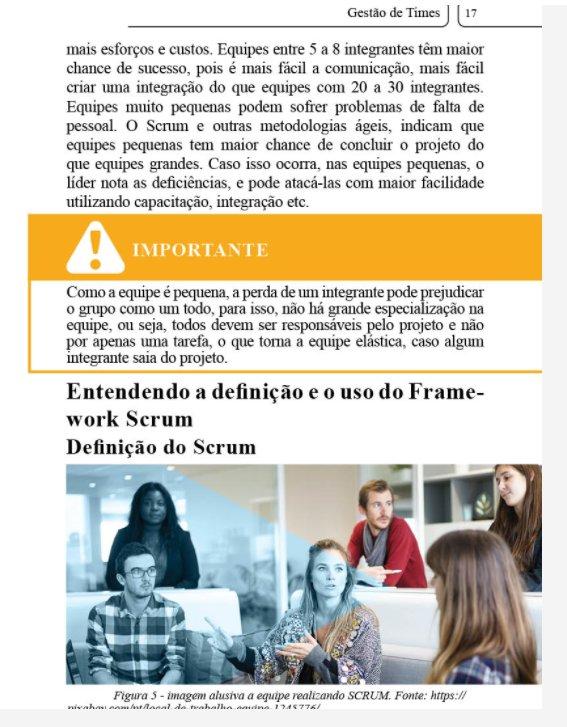 Gestão de Times 17
mais esforços e custos. Equipes entre 5 a 8 integrantes têm maior
chance de sucesso, pois é mais fácil a comunicação, mais fácil
criar uma integração do que equipes com 20 a 30 integrantes.
Equipes muito pequenas podem sofrer problemas de falta de
pessoal. O Scrum e outras metodologias ágeis, indicam que
equipes pequenas tem maior chance de concluir o projeto do
que equipes grandes. Caso isso ocorra, nas equipes pequenas, o
líder nota as deficiências, e pode atacá-las com maior facilidade
utilizando capacitação, integração etc.
IMPORTANTE
Como a equipe é pequena, a perda de um integrante pode prejudicar
o grupo como um todo, para isso, não há grande especialização na
equipe, ou seja, todos devem ser responsáveis pelo projeto e não
por apenas uma tarefa, o que torna a equipe elástica, caso algum
integrante saia do projeto.
Entendendo a definição e o uso do Frame-
work Scrum
Definição do Scrum
Figura 5 - imagem alusiva a equipe realizando SCRUM. Fonte: https://
pixabay.com/pt/local-de-trabalho-equipe-1245776/